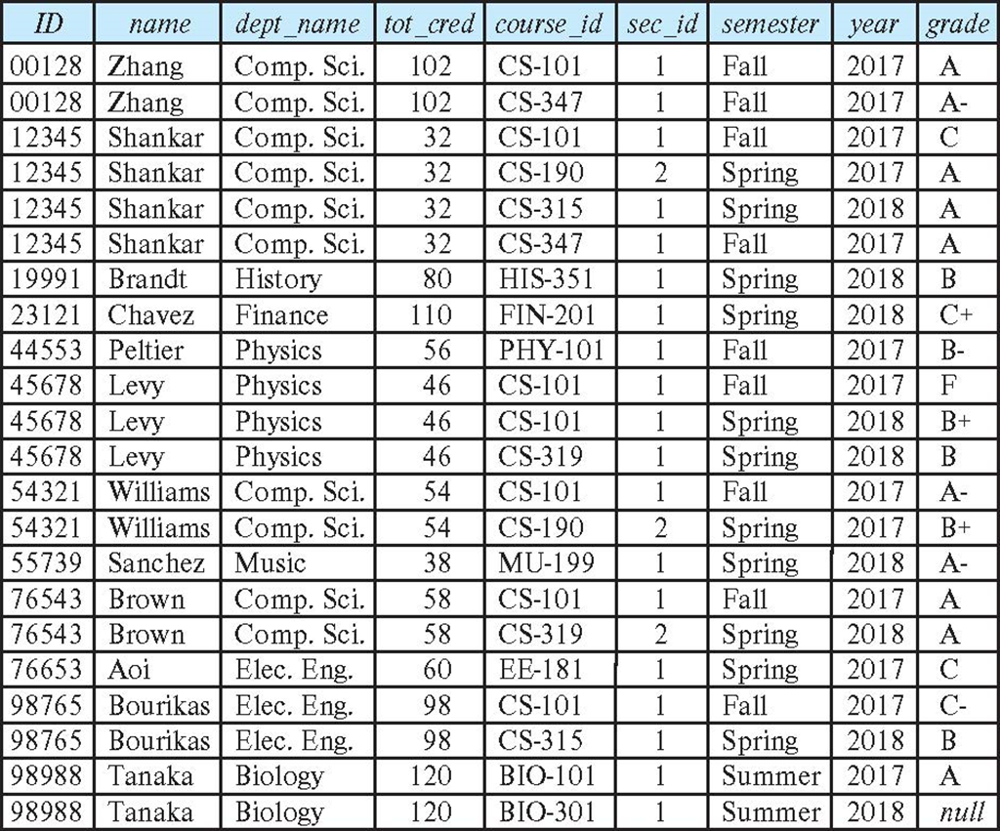 ID name dept_name tot_cred course_id sec_id semester year grade
00128 Zhang Comp. Sci. 102 CS-101 1 Fall 2017 A
00128 Zhang Comp. Sci. 102 CS-347 1 Fall 2017 A-
12345 Shankar Comp. Sci. 32 CS-101 1 Fall 2017 C
12345 Shankar Comp. Sci. 32 CS-190 2 Spring 2017 A
12345 Shankar Comp. Sci. 32 CS-315 1 Spring 2018 A
12345 Shankar Comp. Sci. 32 CS-347 1 Fall 2017 A
19991 Brandt History 80 HIS-351 1 Spring 2018 B
23121 Chavez Finance 110 FIN-201 1 Spring 2018 C+
44553 Peltier Physics 56 PHY-101 1 Fall 2017 B-
45678 Levy Physics 46 CS-101 1 Fall 2017 F
45678 Levy Physics 46 CS-101 1 Spring 2018 B+
45678 Levy Physics 46 CS-319 1 Spring 2018 B
54321 Williams Comp. Sci. 54 CS-101 1 Fall 2017 A-
54321 Williams Comp. Sci. 54 CS-190 2 Spring 2017 B+
55739 Sanchez Music 38 MU-199 1 Spring 2018 A-
76543 Brown Comp. Sci. 58 CS-101 1 Fall 2017 A
76543 Brown Comp. Sci. 58 CS-319 2 Spring 2018 A
76653 Aoi Elec. Eng. 60 EE-181 1 Spring 2017 C
98765 Bourikas Elec. Eng. 98 CS-101 1 Fall 2017 C-
98765 Bourikas Elec. Eng. 98 CS-315 1 Spring 2018 B
98988 Tanaka Biology 120 BIO-101 1 Summer 2017 A
98988 Tanaka Biology 120 BIO-301 1 Summer 2018 null